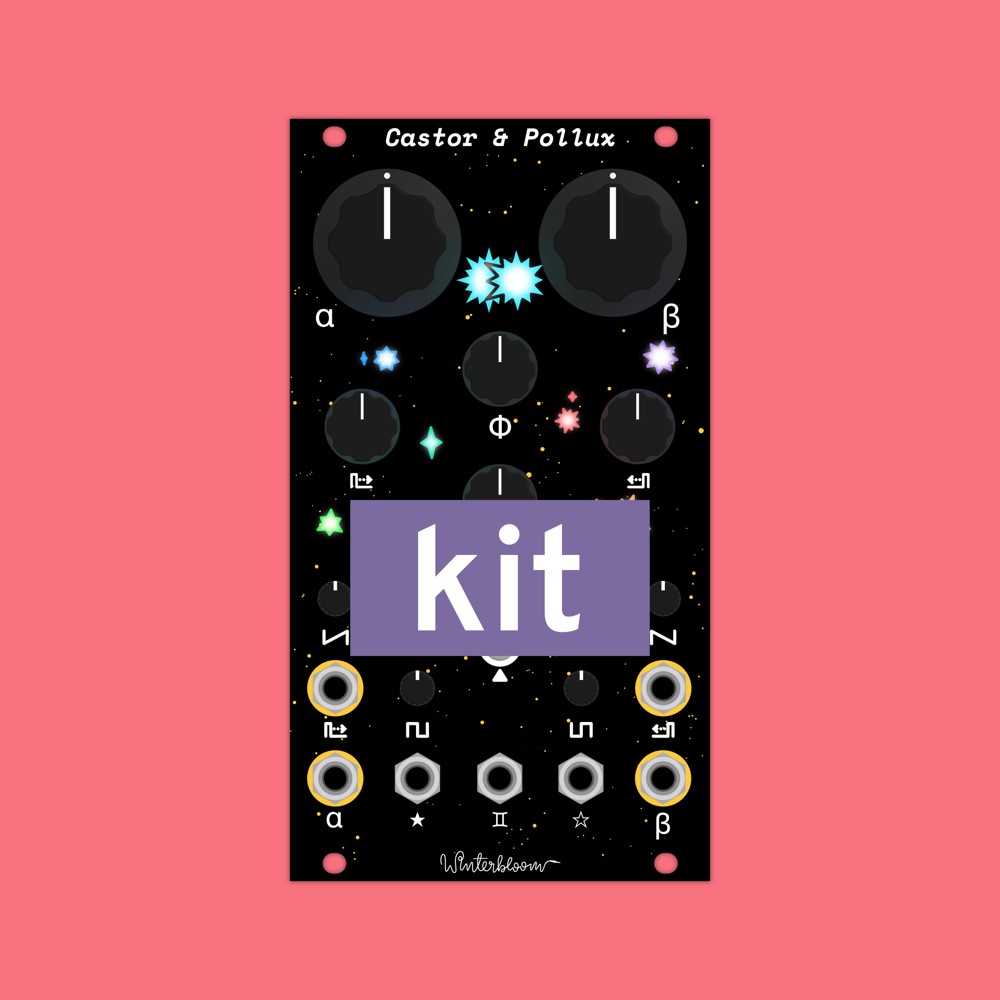 Castor & Pollux
α
β
Φ
kit
α
★
♊
☆
β
Winterbloom